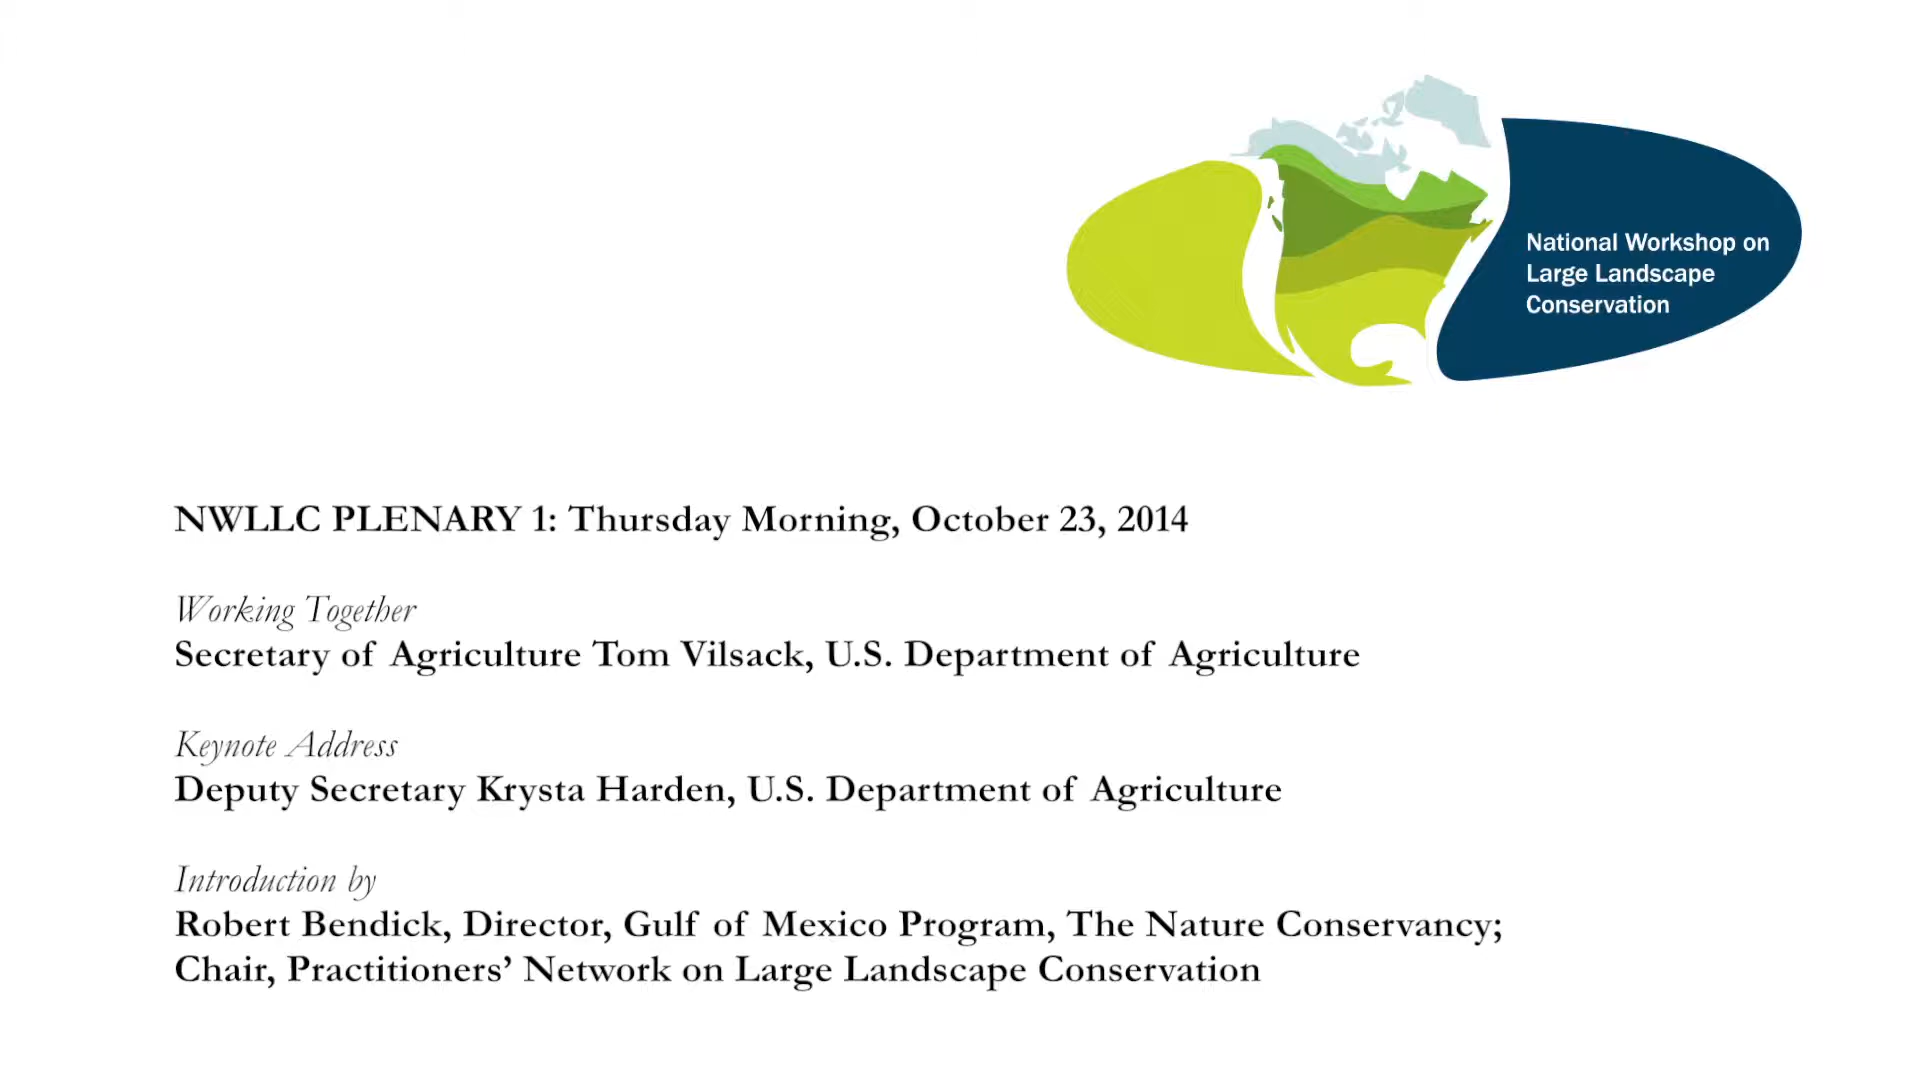 National Workshop on
Large Landscape
Conservation
NWLLC PLENARY 1: Thursday Morning, October 23, 2014
Working Together
Secretary of Agriculture Tom Vilsack, U.S. Department of Agriculture
Keynote Address
Deputy Secretary Krysta Harden, U.S. Department of Agriculture
Introduction by
Robert Bendick, Director, Gulf of Mexico Program, The Nature Conservancy;
Chair, Practitioners’ Network on Large Landscape Conservation